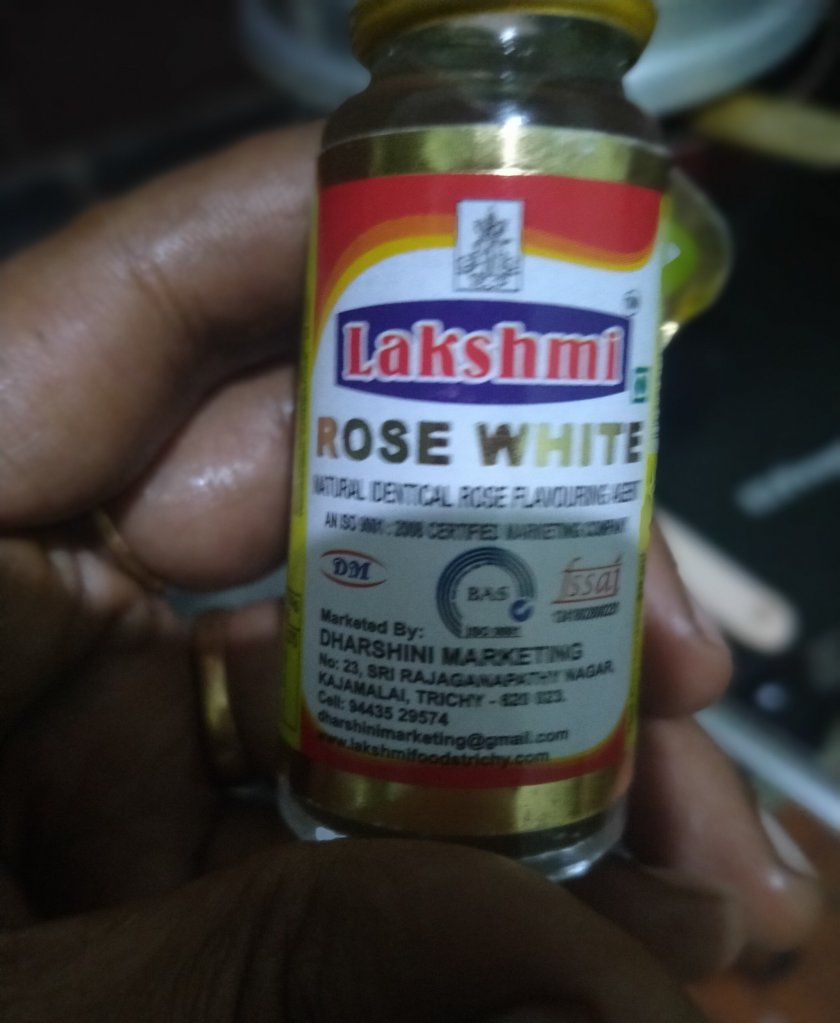 Lakshmi
ROSE WHITE
NATURAL IDENTICAL ROSE FLAVOURING AGENT
AN ISO 9001 : 2008 CERTIFIED MARKETING COMPANY
DM
BAS
ISO 9001
fssai
Marketed By:
DHARSHINI MARKETING
No: 23, SRI RAJAGANAPATHY NAGAR,
KAJAMALAI, TRICHY - 620 023.
Cell: 94435 29574
dharshinimarketing@gmail.com
www.lakshmifoodstrichy.com